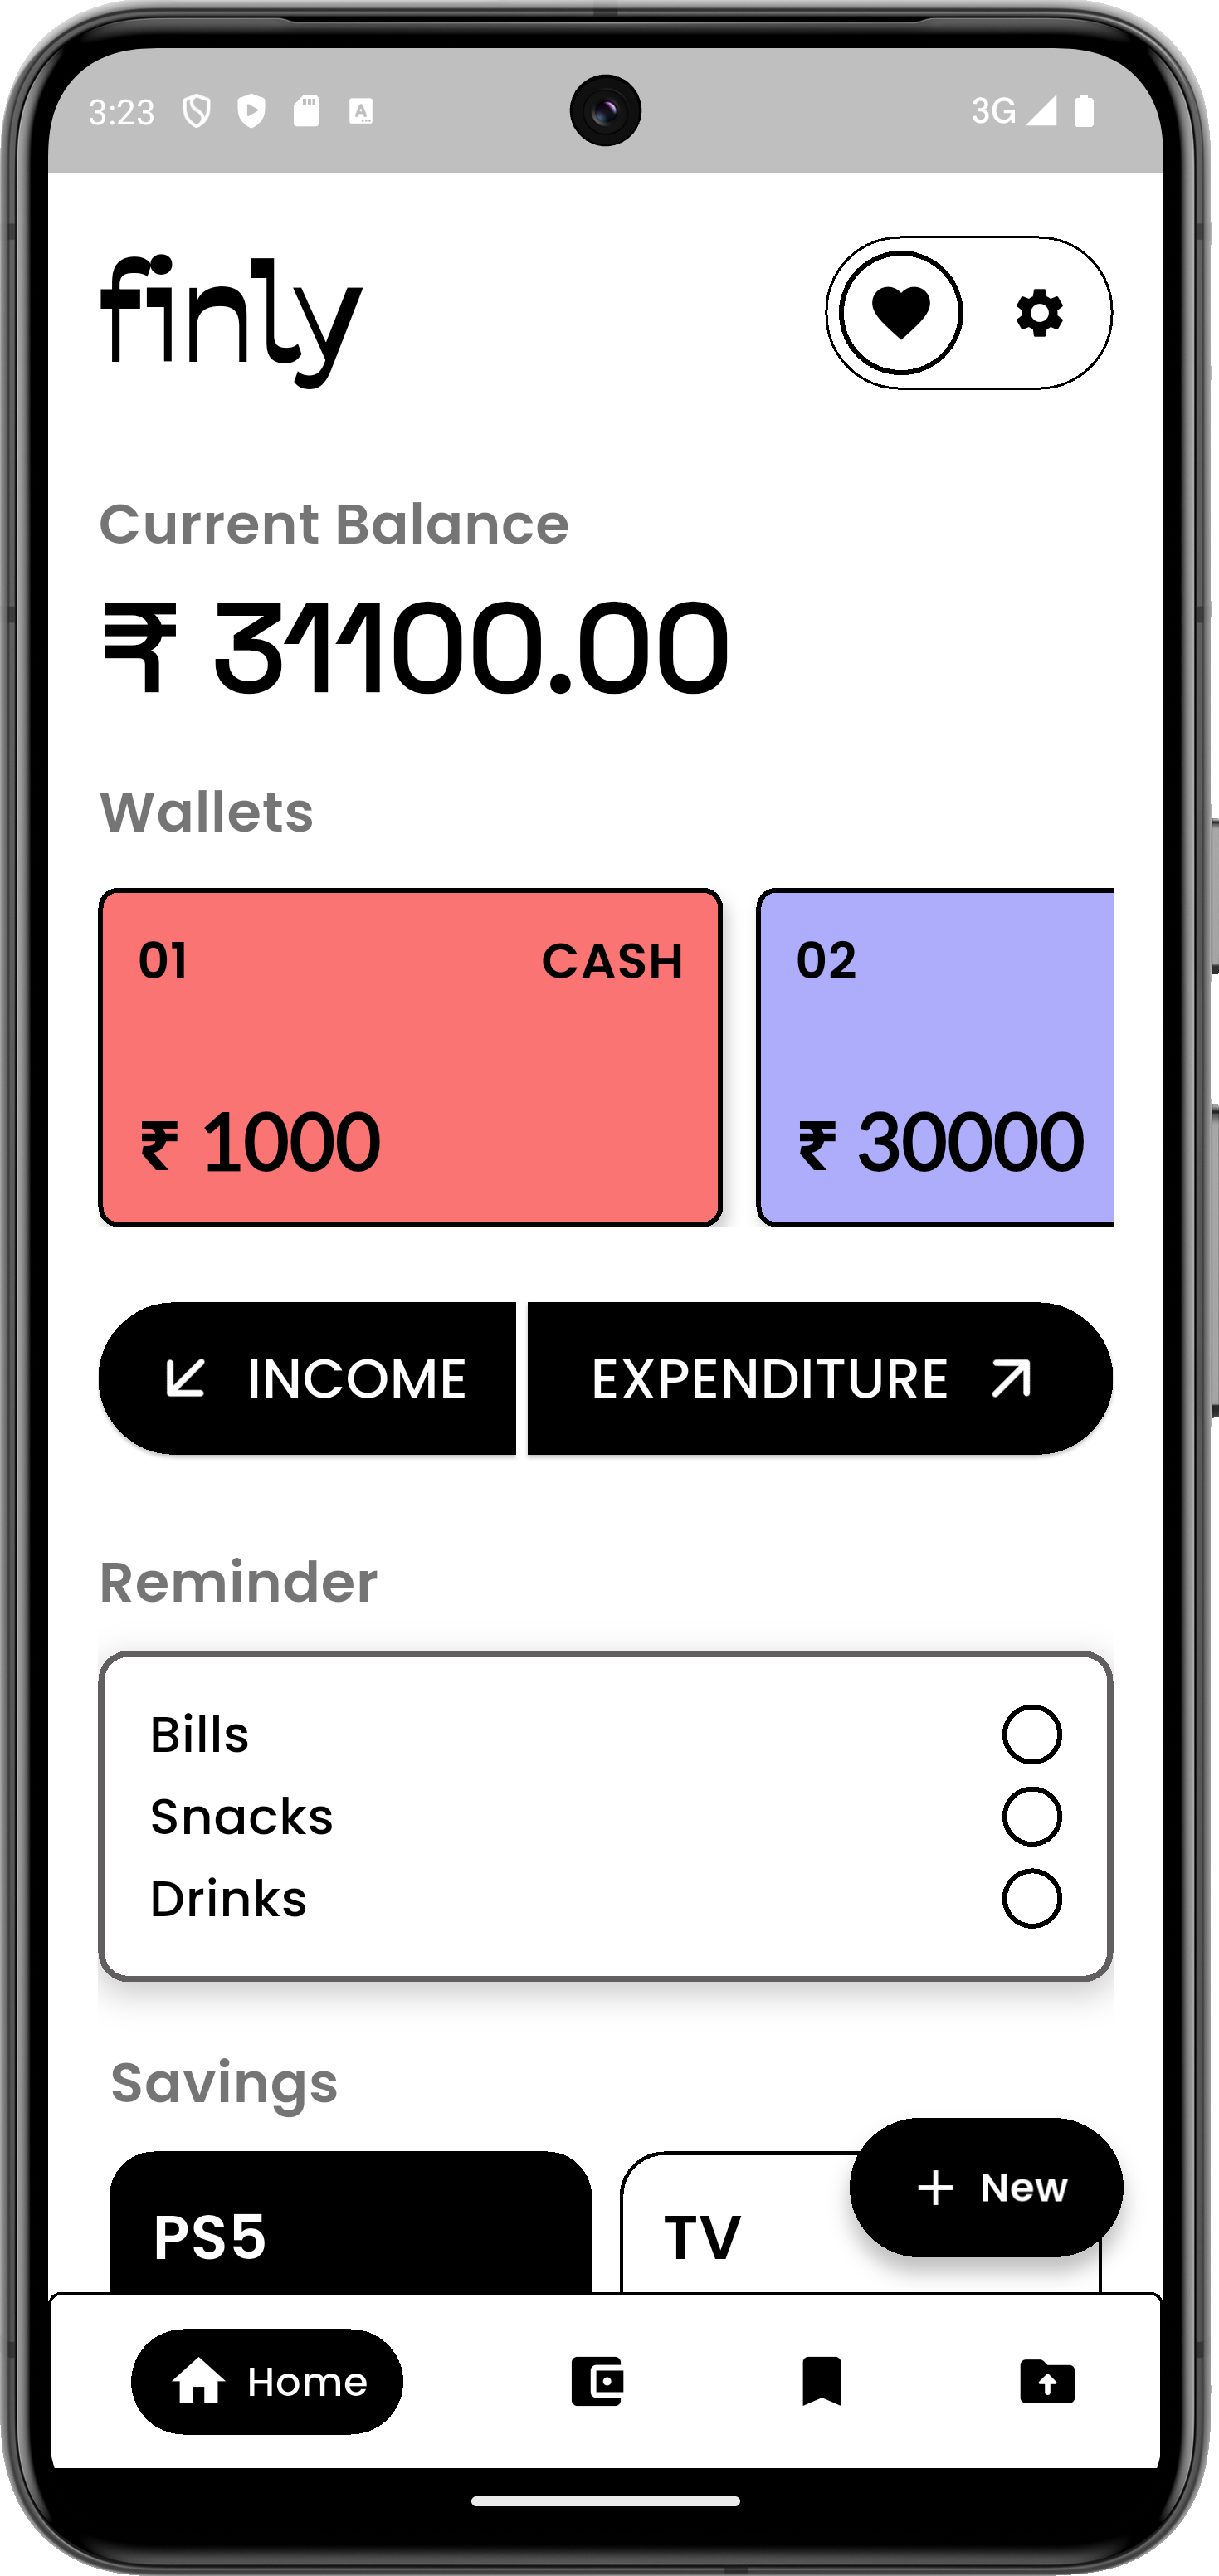 3:23 3G
finly
Current Balance
₹ 31100.00
Wallets
01 CASH 02
₹ 1000 ₹ 30000
INCOME EXPENDITURE
Reminder
Bills
Snacks
Drinks
Savings
+ New
PS5 TV
Home